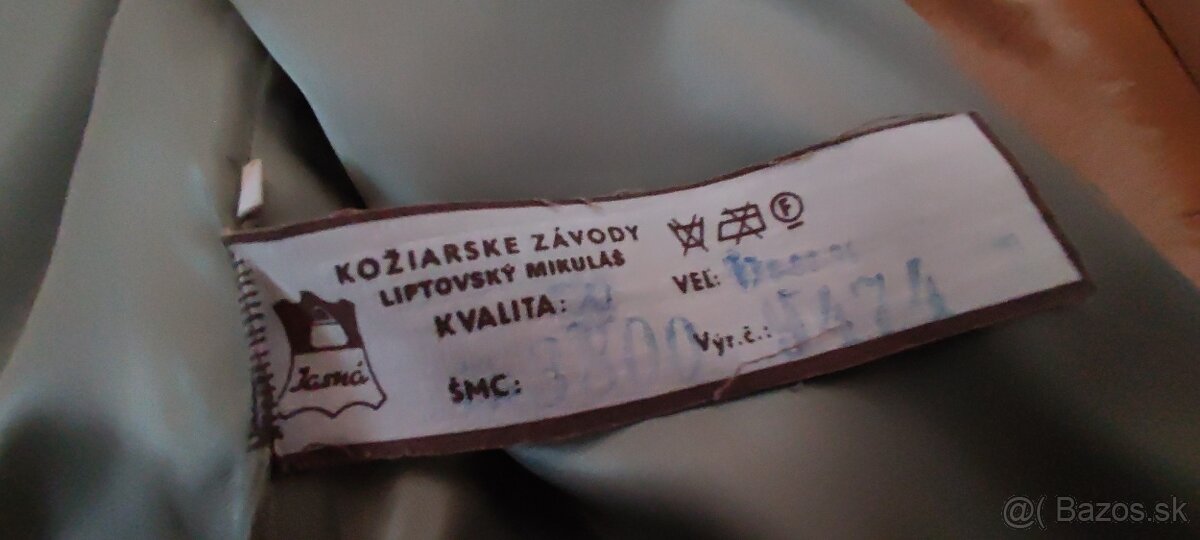 KOŽIARSKE ZÁVODY
LIPTOVSKÝ MIKULÁŠ
KVALITA:
VEĽ:
Výr.č.:
ŠMC:
Jasná
F
@( Bazos.sk